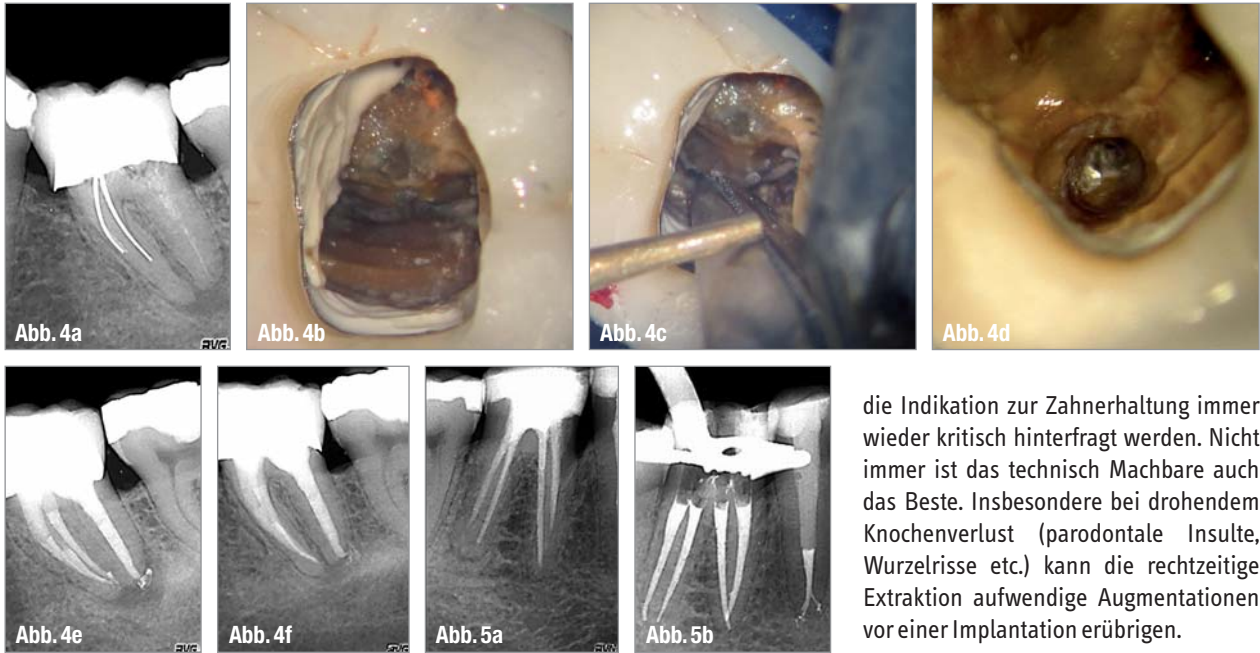 Abb. 4a
Abb. 4b
Abb. 4c
Abb. 4d
RVG
Abb. 4e
Abb. 4f
Abb. 5a
Abb. 5b
die Indikation zur Zahnerhaltung immer
wieder kritisch hinterfragt werden. Nicht
immer ist das technisch Machbare auch
das Beste. Insbesondere bei drohendem
Knochenverlust (parodontale Insulte,
Wurzelrisse etc.) kann die rechtzeitige
Extraktion aufwendige Augmentationen
vor einer Implantation erübrigen.